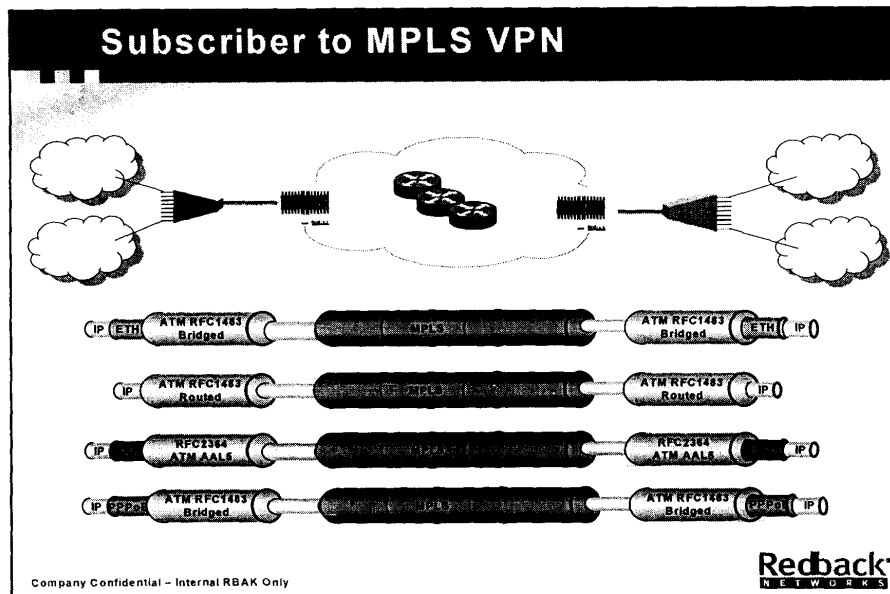 Subscriber to MPLS VPN
IP ETH ATM RFC1483 Bridged MPLS ATM RFC1483 Bridged ETH IP
IP ATM RFC1483 Routed MPLS ATM RFC1483 Routed IP
IP RFC2364 ATM AAL5 MPLS RFC2364 ATM AAL5 IP
IP PPPoE ATM RFC1483 Bridged MPLS ATM RFC1483 Bridged PPPoE IP
Company Confidential – Internal RBAK Only
Redback
NETWORKS